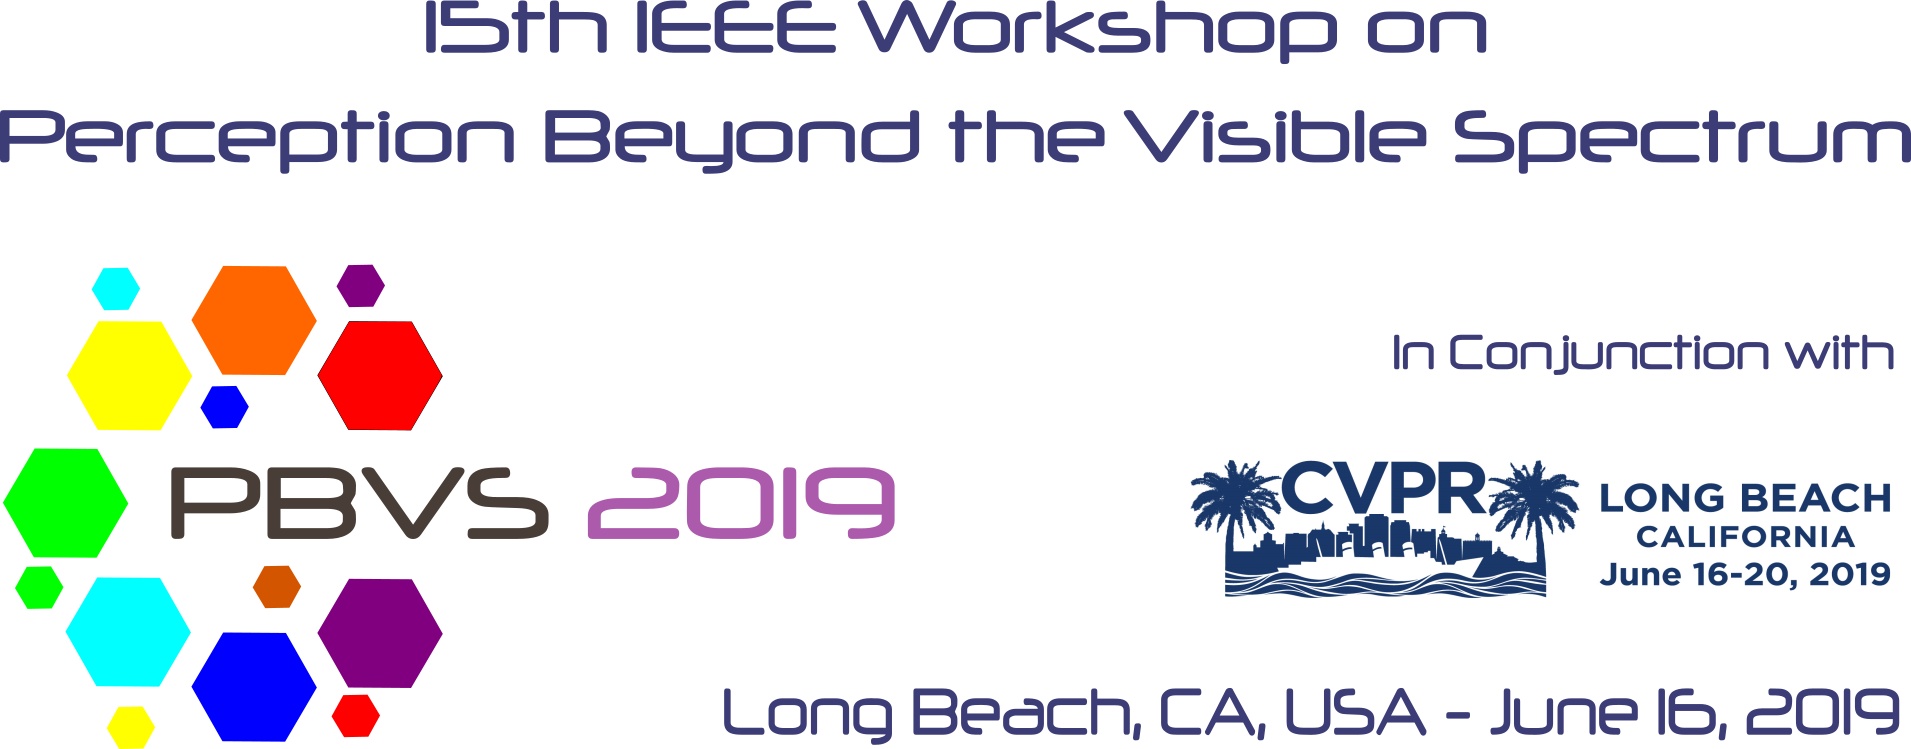 15th IEEE Workshop on
Perception Beyond the Visible Spectrum
In Conjunction with
PBVS 2019
CVPR
LONG BEACH
CALIFORNIA
June 16-20, 2019
Long Beach, CA, USA - June 16, 2019